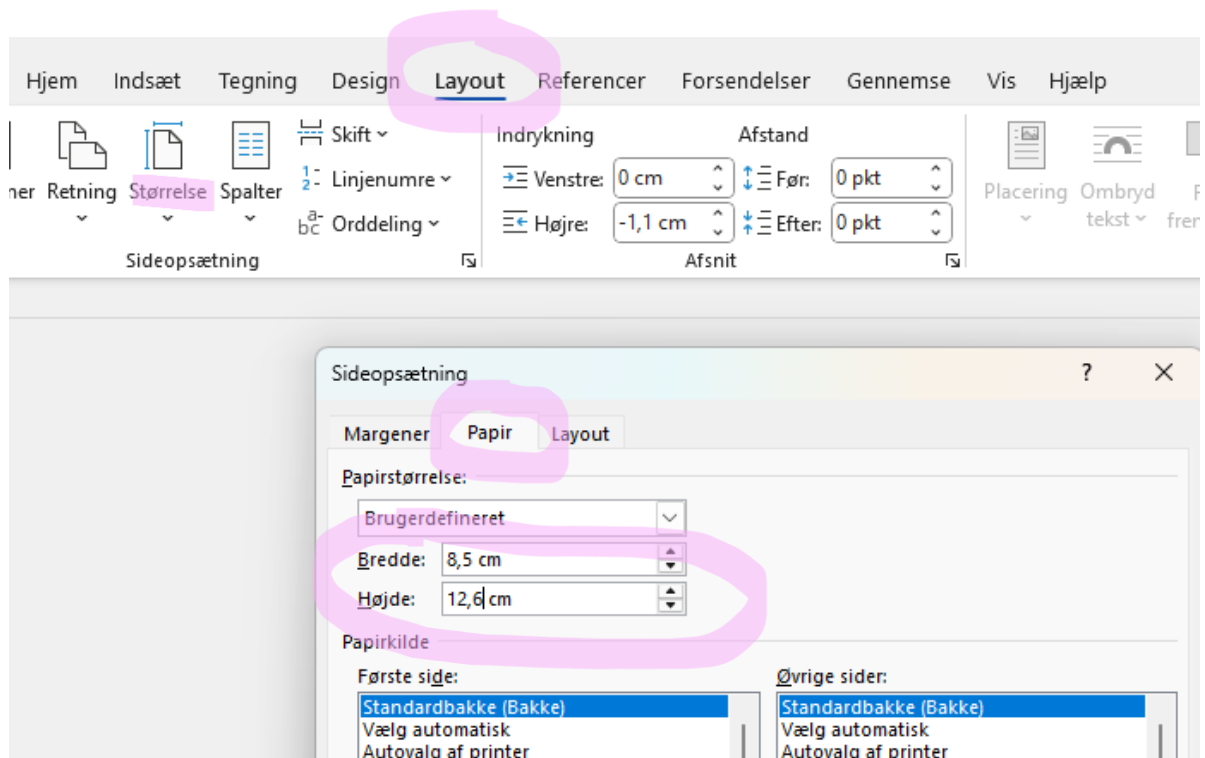 Hjem Indsæt Tegning Design Layout Referencer Forsendelser Gennemse Vis Hjælp
Skift Indrykning Afstand
ner Retning Størrelse Spalter Linjenumre Venstre: 0 cm Før: 0 pkt Placering Ombryd
Orddeling Højre: -1,1 cm Efter: 0 pkt tekst
Sideopsætning Afsnit
Sideopsætning ?
Margener Papir Layout
Papirstørrelse:
Brugerdefineret
Bredde: 8,5 cm
Højde: 12,6 cm
Papirkilde
Første side: Øvrige sider:
Standardbakke (Bakke) Standardbakke (Bakke)
Vælg automatisk Vælg automatisk
Autovalg af printer Autovalg af printer